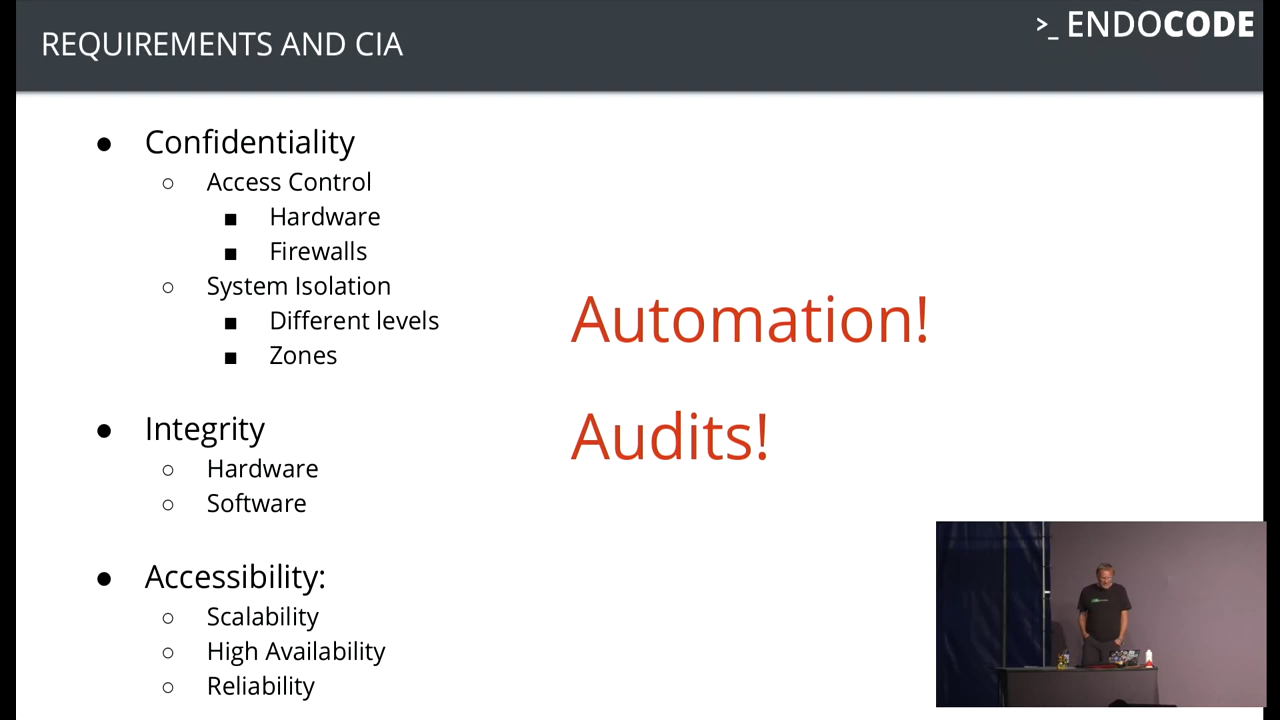 REQUIREMENTS AND CIA
>_ ENDOCODE
● Confidentiality
○ Access Control
■ Hardware
■ Firewalls
○ System Isolation
■ Different levels
■ Zones
Automation!
Audits!
● Integrity
○ Hardware
○ Software
● Accessibility:
○ Scalability
○ High Availability
○ Reliability